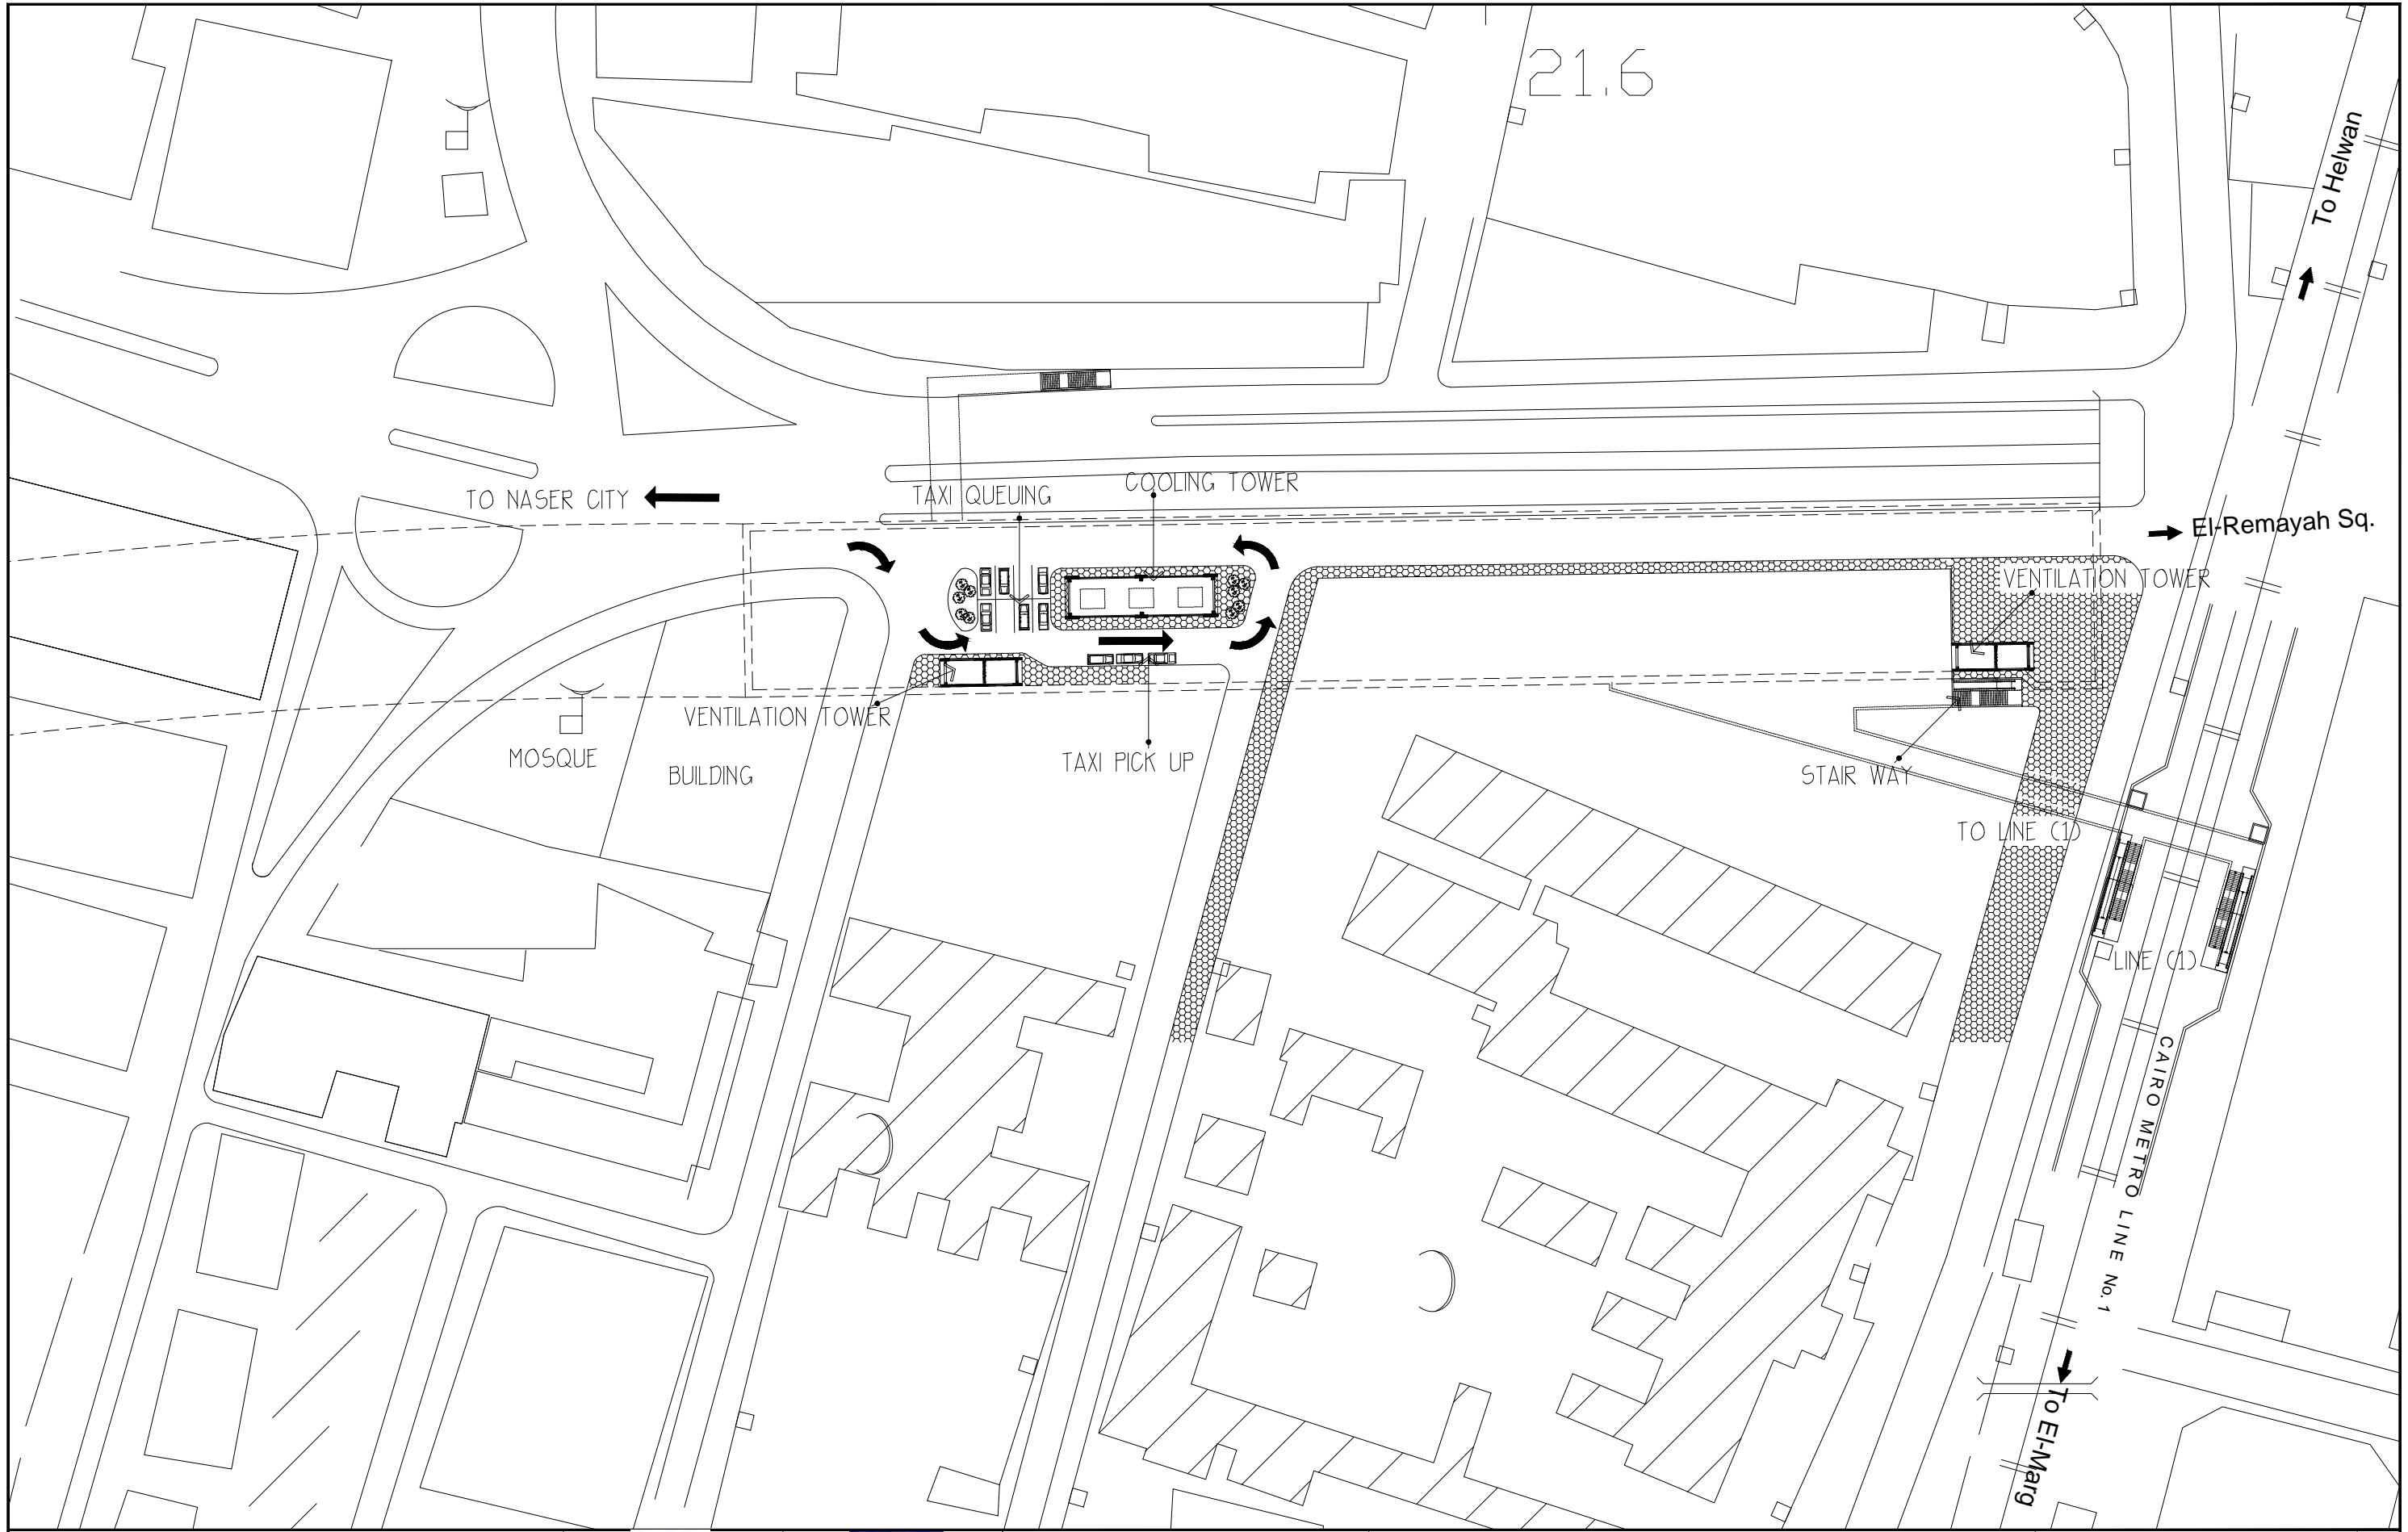 21.6
To Helwan
COOLING TOWER
TAXI QUEUING
TO NASER CITY
El-Remayah Sq.
VENTILATION TOWER
VENTILATION TOWER
MOSQUE
BUILDING
TAXI PICK UP
STAIR WAY
TO LINE (1)
LINE (1)
CAIRO METRO LINE No.1
To El-Marg